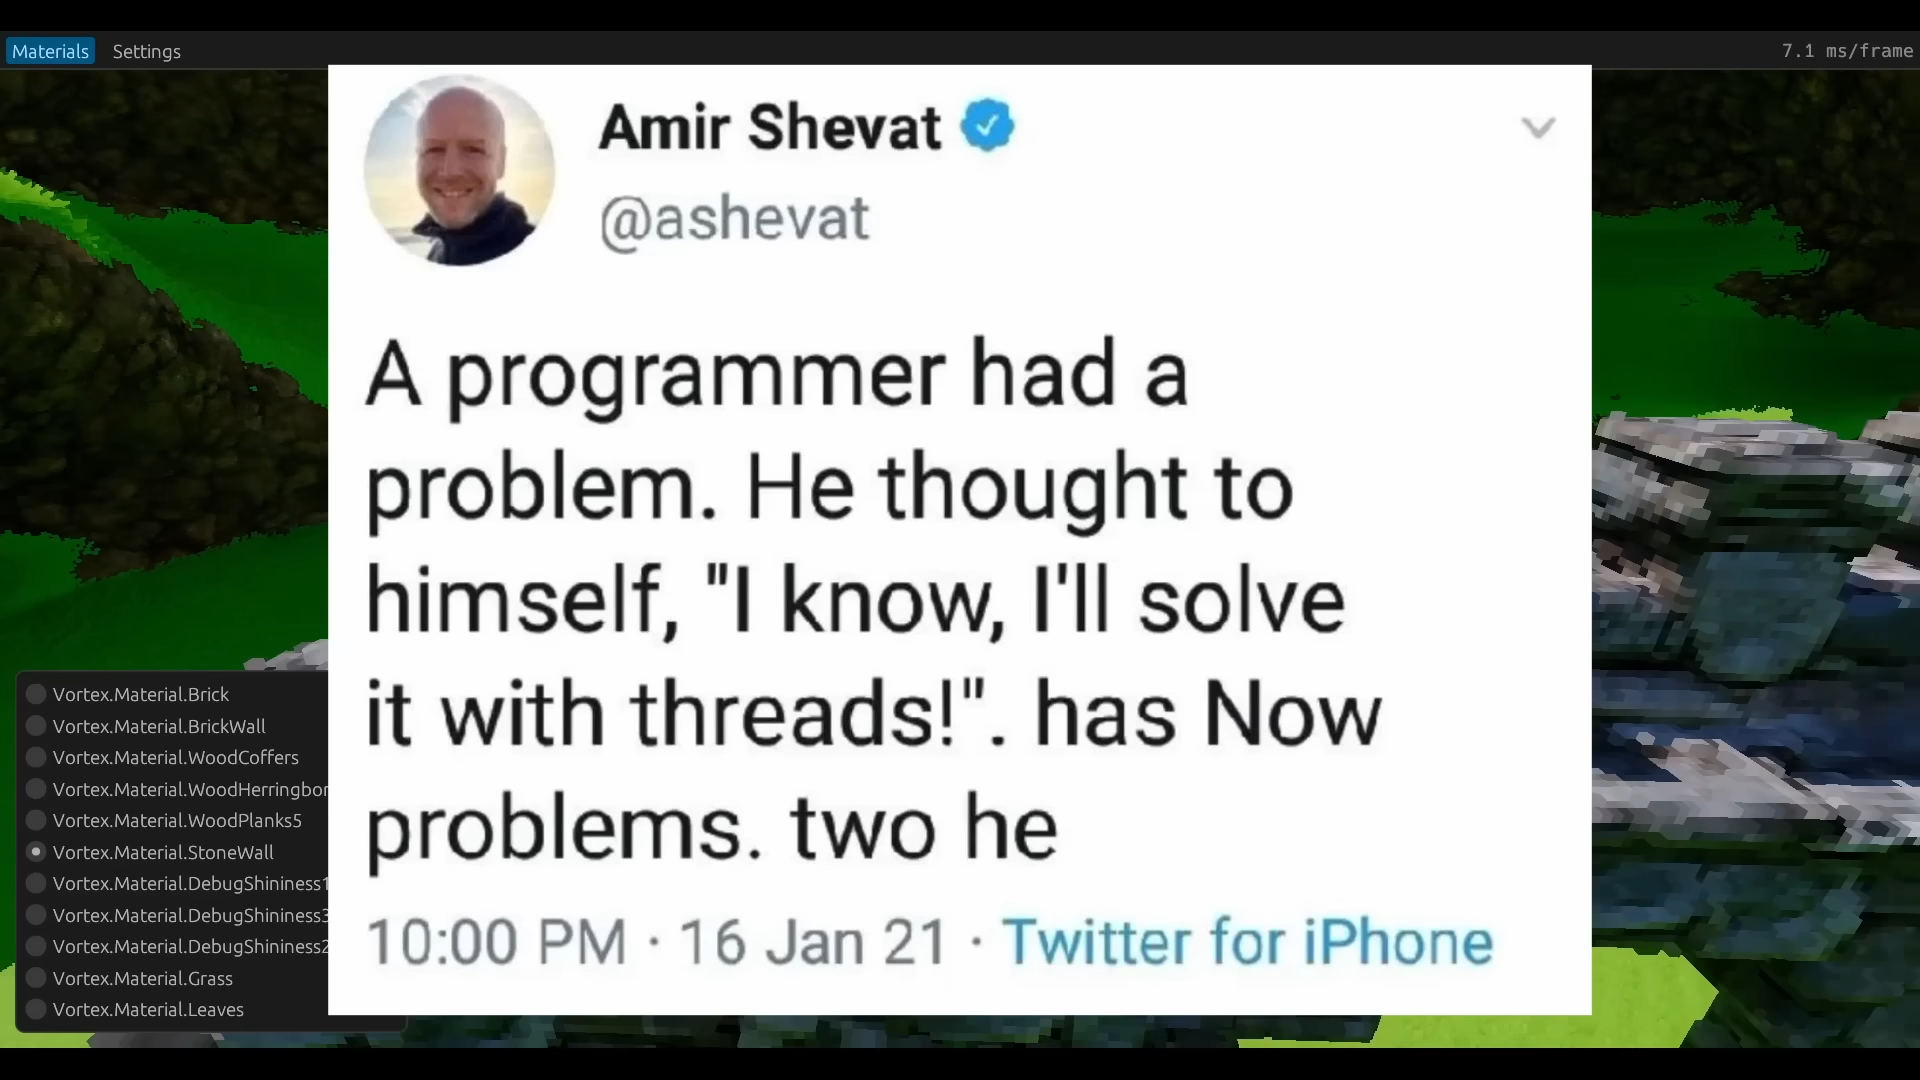 Materials Settings 7.1 ms/frame
Amir Shevat
@ashevat
A programmer had a
problem. He thought to
himself, "I know, I'll solve
it with threads!". has Now
problems. two he
10:00 PM · 16 Jan 21 · Twitter for iPhone
Vortex.Material.Brick
Vortex.Material.BrickWall
Vortex.Material.WoodCoffers
Vortex.Material.WoodHerringbor
Vortex.Material.WoodPlanks5
Vortex.Material.StoneWall
Vortex.Material.DebugShininess1
Vortex.Material.DebugShininess3
Vortex.Material.DebugShininess2
Vortex.Material.Grass
Vortex.Material.Leaves